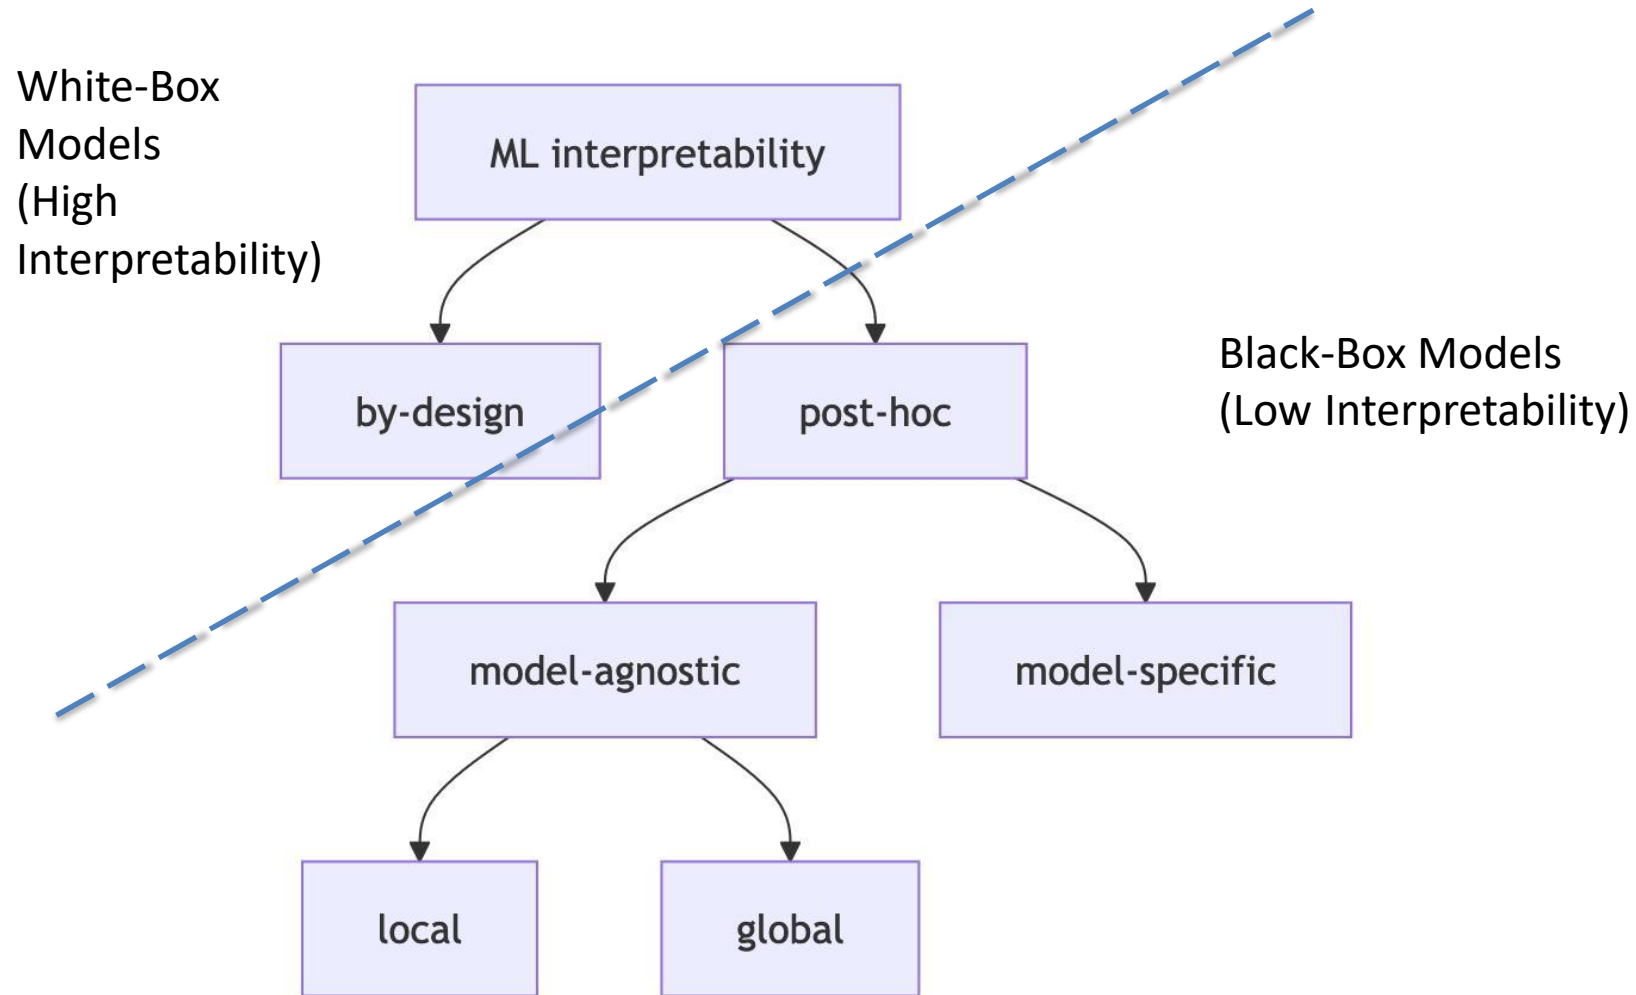 White-Box
Models
(High
Interpretability)
ML interpretability
by-design
post-hoc
Black-Box Models
(Low Interpretability)
model-agnostic
model-specific
local
global